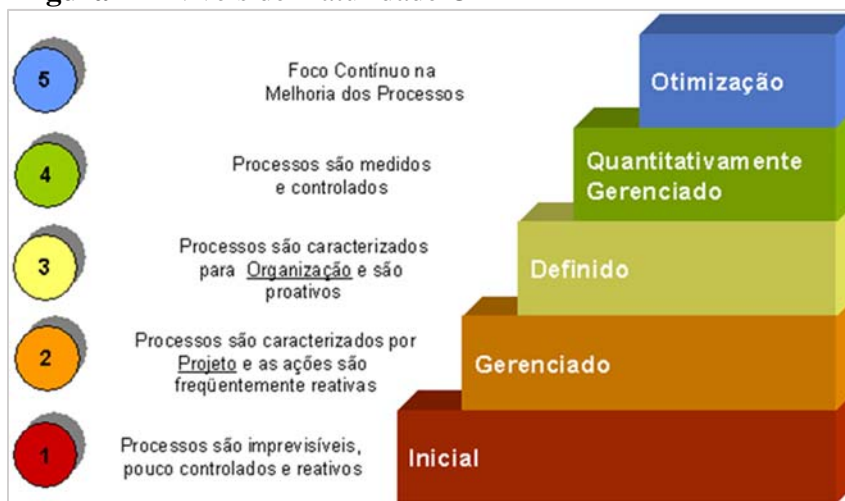 5
Foco Contínuo na
Melhoria dos Processos
Otimização
4
Processos são medidos
e controlados
Quantitativamente
Gerenciado
3
Processos são caracterizados
para Organização e são
proativos
Definido
2
Processos são caracterizados por
Projeto e as ações são
freqüentemente reativas
Gerenciado
1
Processos são imprevisíveis,
pouco controlados e reativos
Inicial